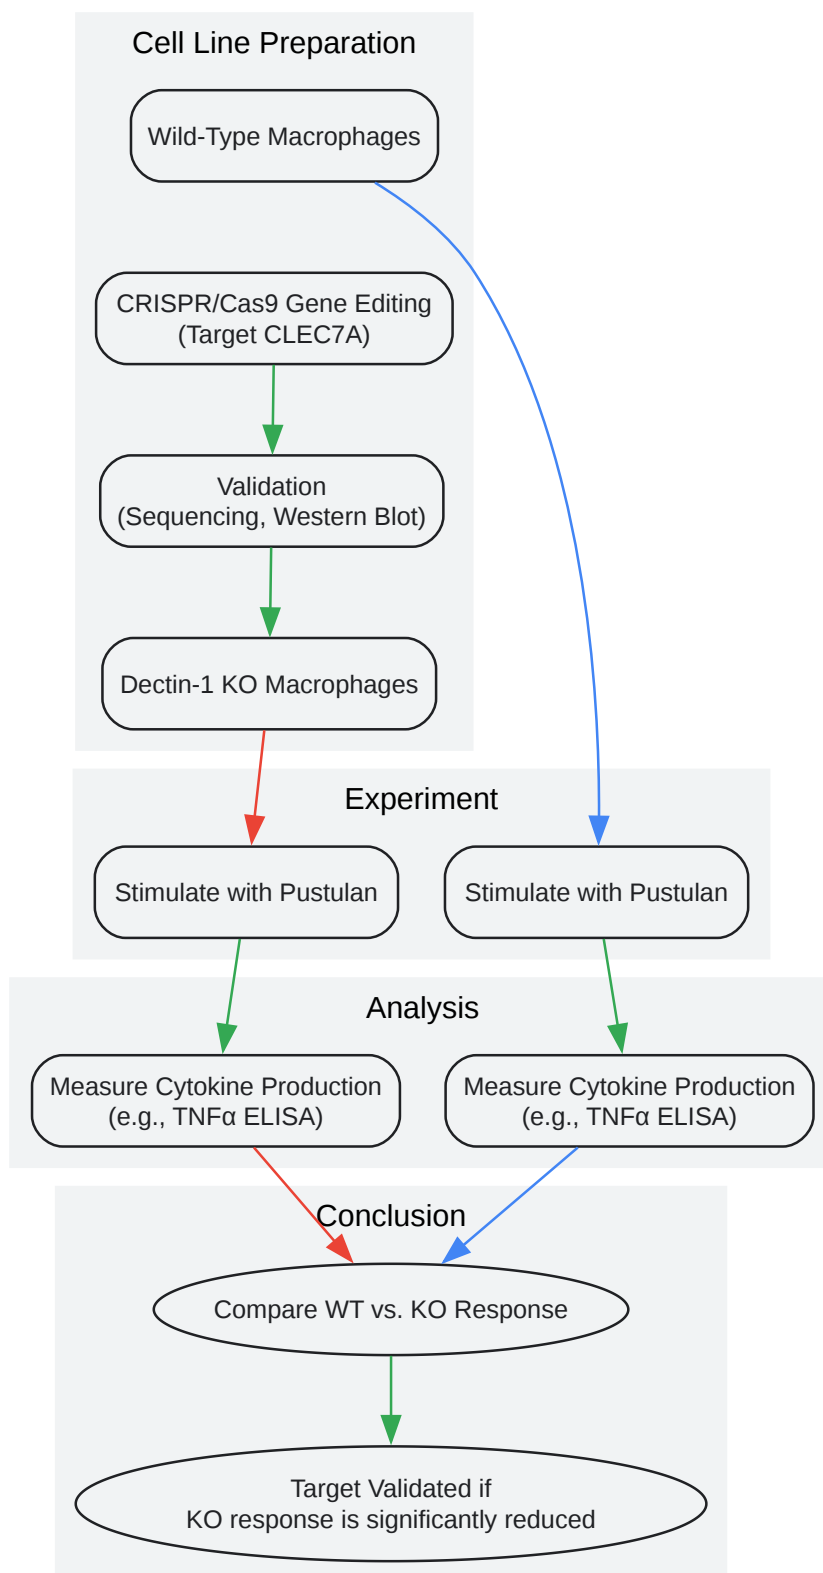 Cell Line Preparation
Wild-Type Macrophages
CRISPR/Cas9 Gene Editing
(Target CLEC7A)
Validation
(Sequencing, Western Blot)
Dectin-1 KO Macrophages
Experiment
Stimulate with Pustulan
Stimulate with Pustulan
Analysis
Measure Cytokine Production
(e.g., TNFα ELISA)
Measure Cytokine Production
(e.g., TNFα ELISA)
Conclusion
Compare WT vs. KO Response
Target Validated if
KO response is significantly reduced